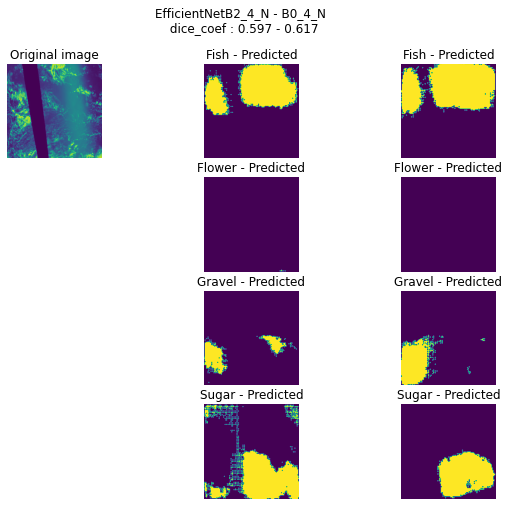 EfficientNetB2_4_N - B0_4_N
dice_coef : 0.597 - 0.617
Original image
Fish - Predicted
Fish - Predicted
Flower - Predicted
Flower - Predicted
Gravel - Predicted
Gravel - Predicted
Sugar - Predicted
Sugar - Predicted